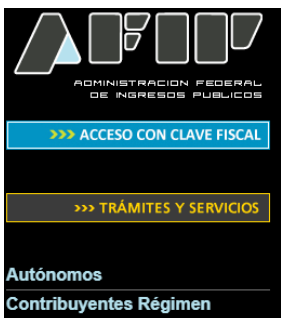 AFIP
ADMINISTRACION FEDERAL
DE INGRESOS PUBLICOS
>>> ACCESO CON CLAVE FISCAL
>>> TRÁMITES Y SERVICIOS
Autónomos
Contribuyentes Régimen